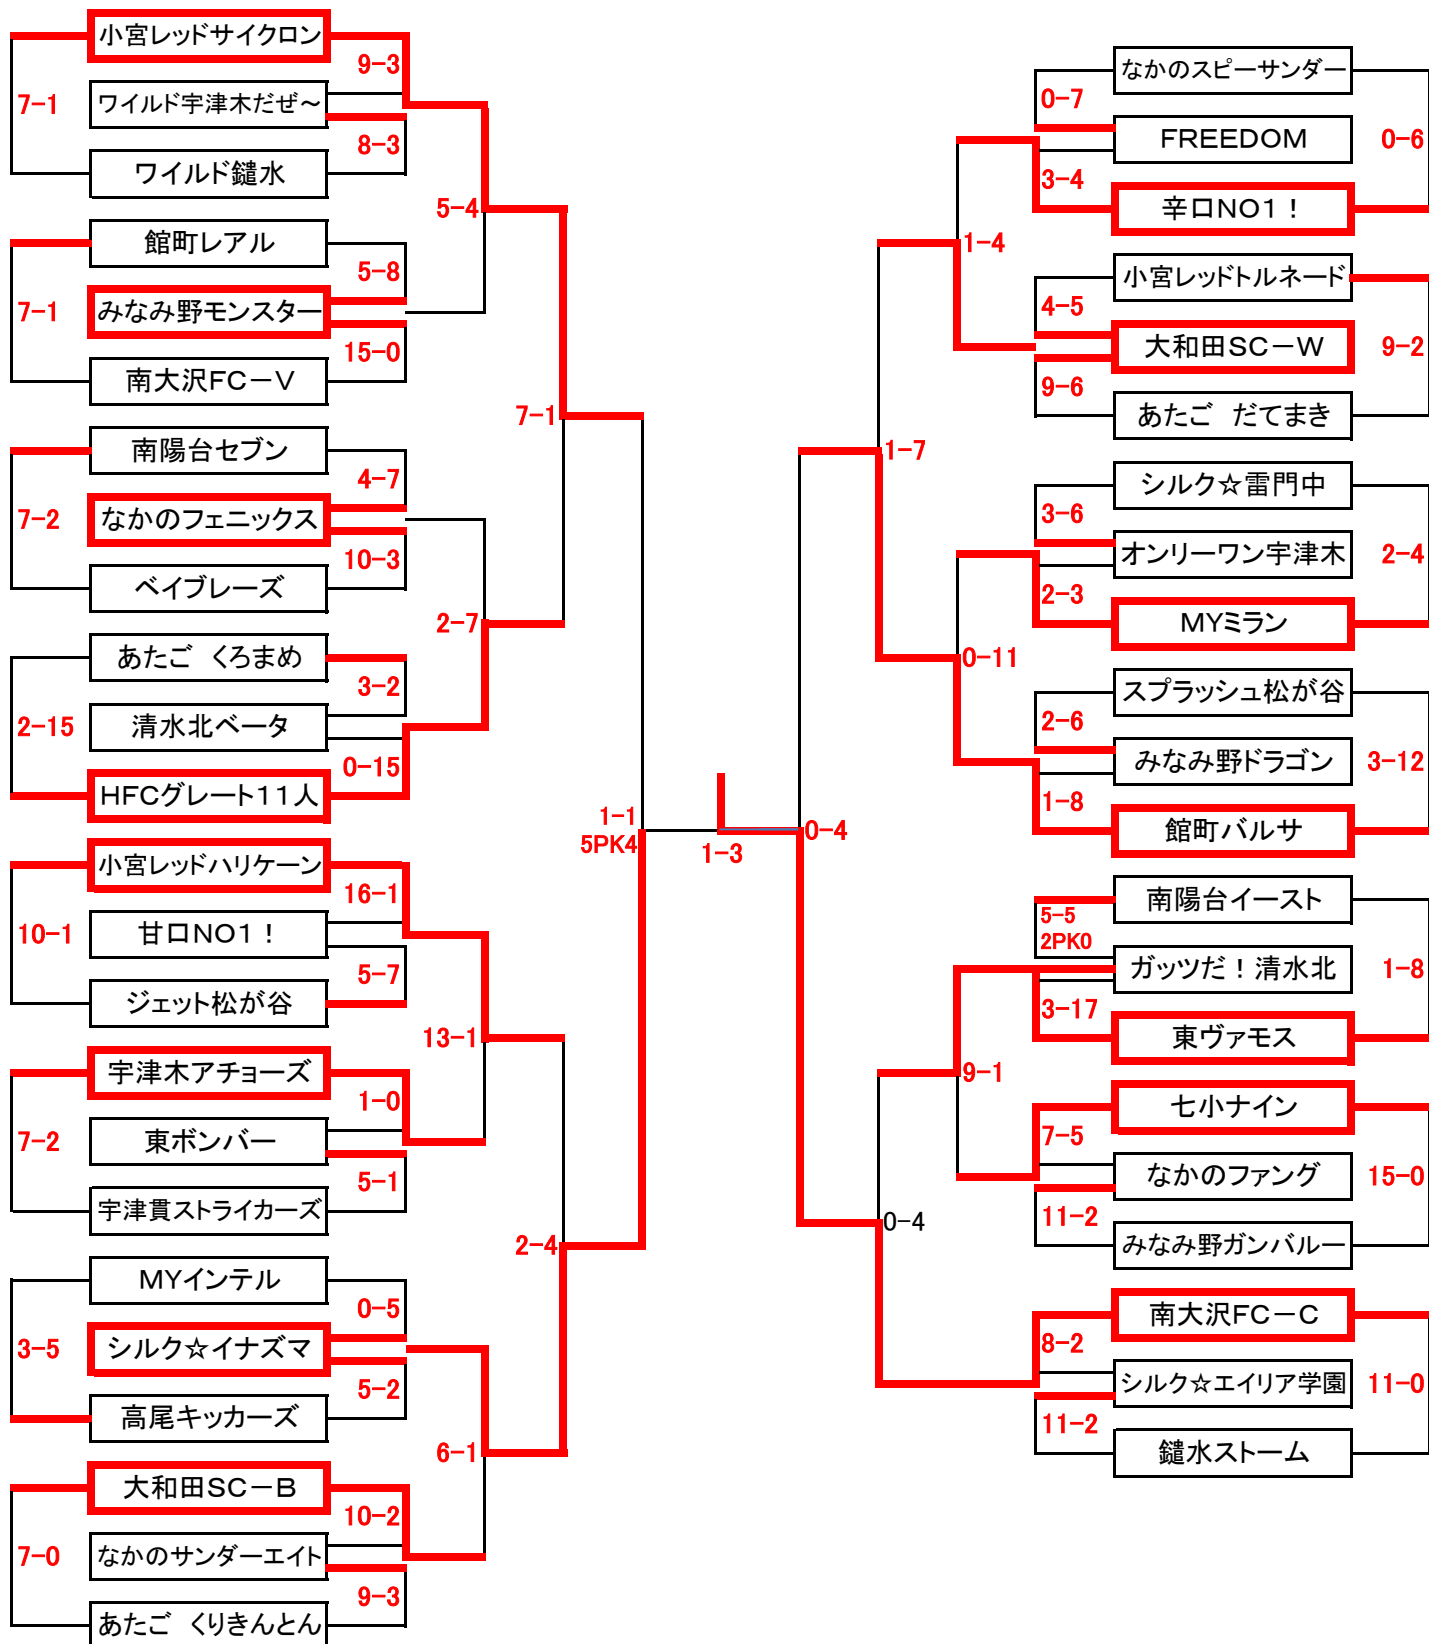 小宮レッドサイクロン
9-3
7-1
ワイルド宇津木だぜ～
8-3
ワイルド鑓水
5-4
館町レアル
5-8
7-1
みなみ野モンスター
15-0
南大沢FC－V
7-1
南陽台セブン
4-7
7-2
なかのフェニックス
10-3
ベイブレーズ
2-7
あたご　くろまめ
3-2
2-15
清水北ベータ
0-15
HFCグレート11人
1-1
5PK4
小宮レッドハリケーン
16-1
10-1
甘口NO1！
5-7
ジェット松が谷
13-1
宇津木アチョーズ
1-0
7-2
東ボンバー
5-1
宇津貫ストライカーズ
2-4
MYインテル
0-5
3-5
シルク☆イナズマ
5-2
高尾キッカーズ
6-1
大和田SC－B
10-2
7-0
なかのサンダーエイト
9-3
あたご　くりきんとん
1-3
0-4
なかのスピーサンダー
0-7
FREEDOM
0-6
3-4
辛口NO1！
1-4
小宮レッドトルネード
4-5
大和田SC－W
9-2
9-6
あたご　だてまき
1-7
シルク☆雷門中
3-6
オンリーワン宇津木
2-4
2-3
MYミラン
0-11
スプラッシュ松が谷
2-6
みなみ野ドラゴン
3-12
1-8
館町バルサ
南陽台イースト
5-5
2PK0
ガッツだ！清水北
1-8
3-17
東ヴァモス
9-1
七小ナイン
7-5
なかのファング
15-0
11-2
みなみ野ガンバルー
0-4
南大沢FC－C
8-2
シルク☆エイリア学園
11-0
11-2
鑓水ストーム